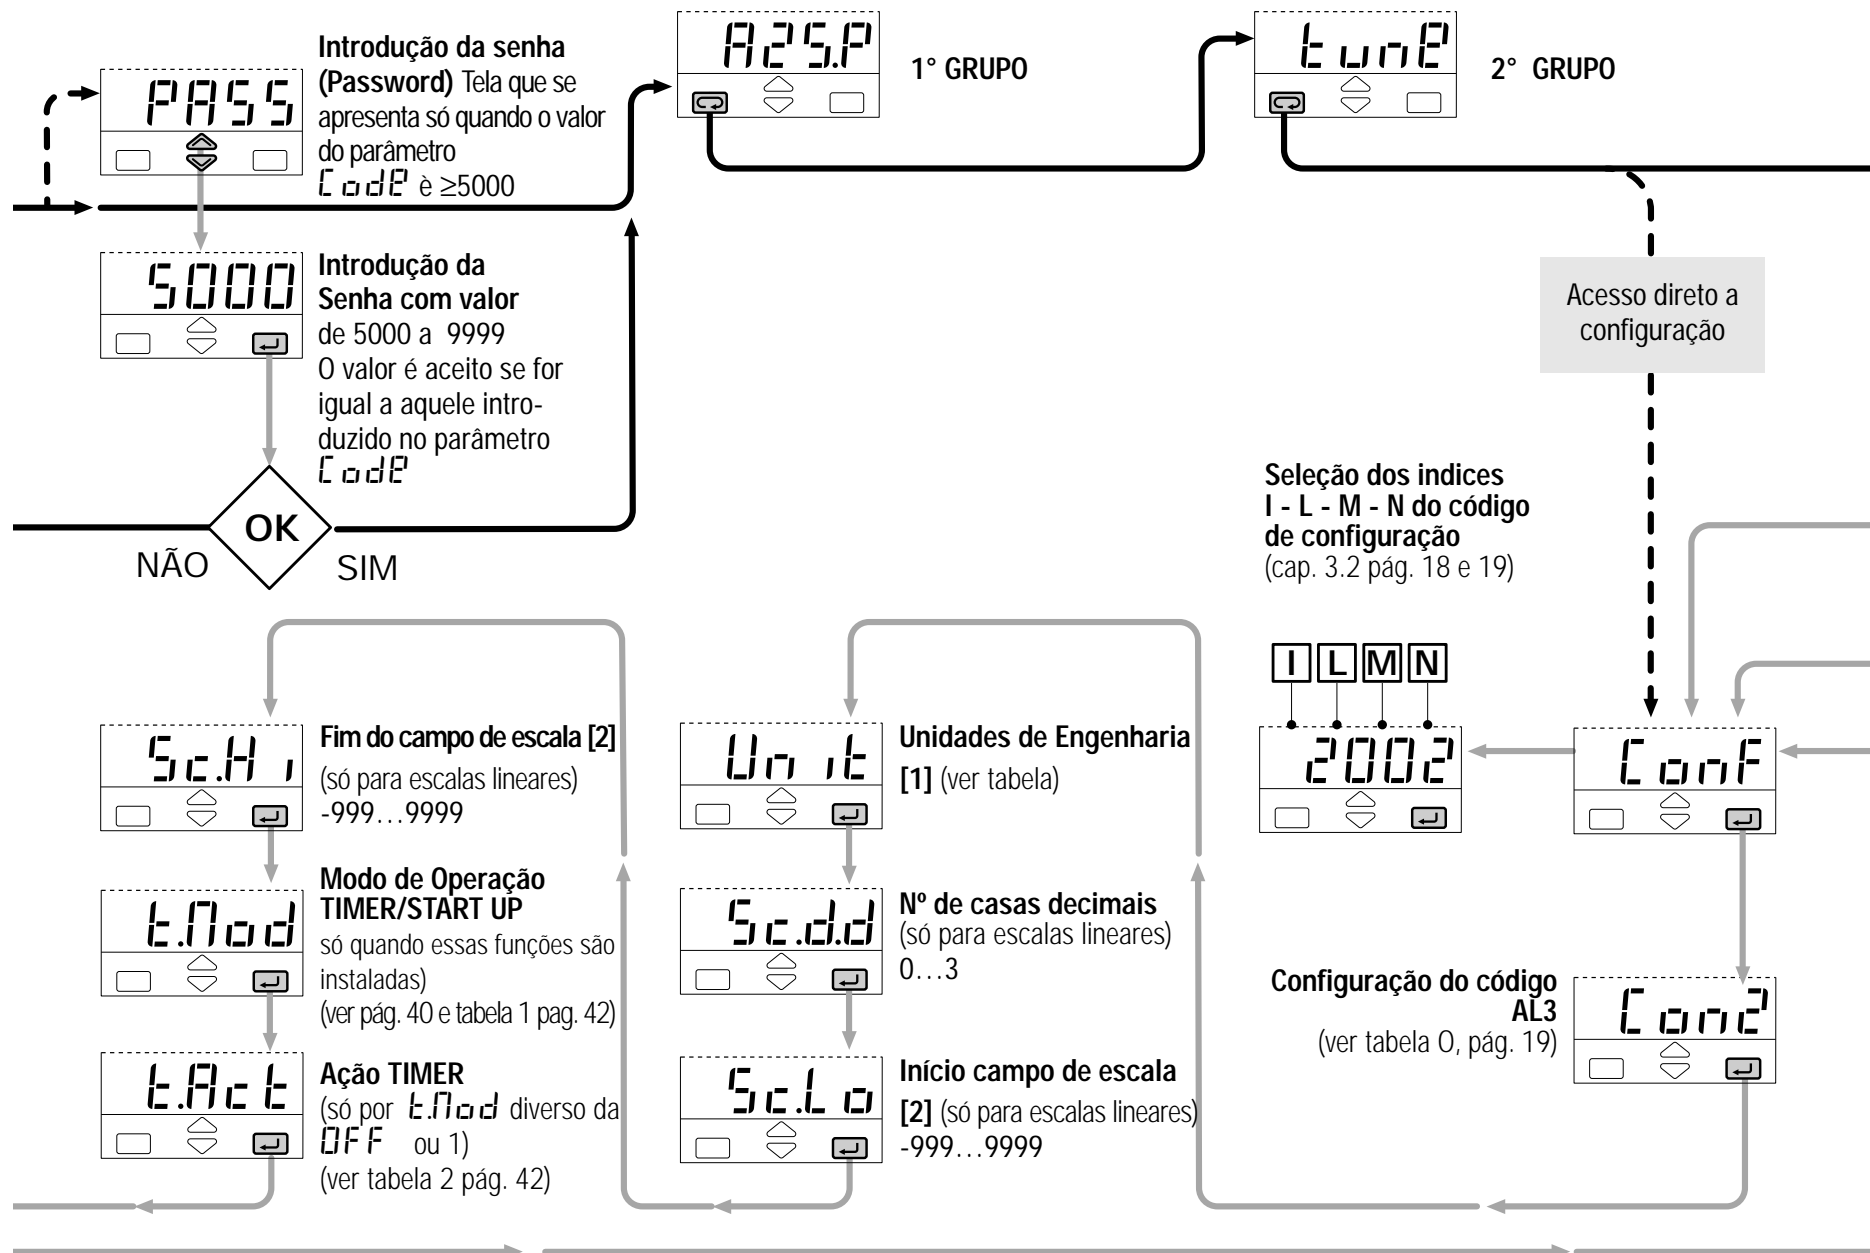 PASS
Introdução da senha
(Password) Tela que se
apresenta só quando o valor
do parâmetro
CodE è ≥5000
A2S.P
1° GRUPO
tunE
2° GRUPO
5000
Introdução da
Senha com valor
de 5000 a 9999
O valor é aceito se for
igual a aquele intro-
duzido no parâmetro
CodE
OK
NÃO
SIM
Acesso direto a
configuração
Seleção dos indices
I - L - M - N do código
de configuração
(cap. 3.2 pág. 18 e 19)
I L M N
2002
ConF
Sc.Hi
Fim do campo de escala [2]
(só para escalas lineares)
-999…9999
Unit
Unidades de Engenharia
[1] (ver tabela)
t.Mod
Modo de Operação
TIMER/START UP
só quando essas funções são
instaladas)
(ver pág. 40 e tabela 1 pag. 42)
Sc.d.d
Nº de casas decimais
(só para escalas lineares)
0…3
Configuração do código
AL3
(ver tabela O, pág. 19)
Con2
t.Act
Ação TIMER
(só por t.Mod diverso da
OFF ou 1)
(ver tabela 2 pág. 42)
Sc.Lo
Início campo de escala
[2] (só para escalas lineares)
-999…9999